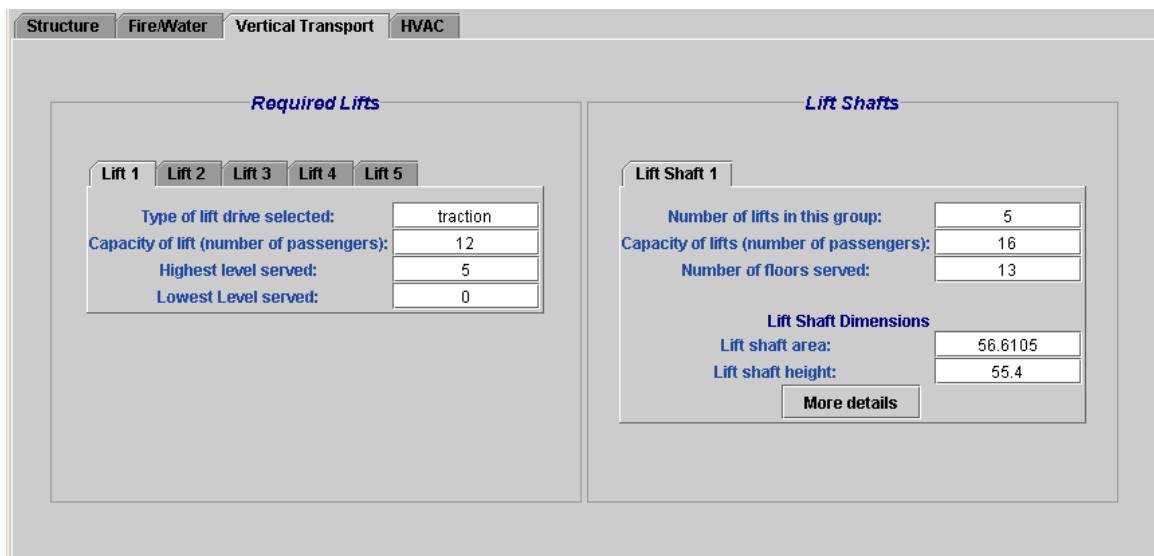 Structure Fire/Water Vertical Transport HVAC
Required Lifts
Lift 1 Lift 2 Lift 3 Lift 4 Lift 5
Type of lift drive selected: traction
Capacity of lift (number of passengers): 12
Highest level served: 5
Lowest Level served: 0
Lift Shafts
Lift Shaft 1
Number of lifts in this group: 5
Capacity of lifts (number of passengers): 16
Number of floors served: 13
Lift Shaft Dimensions
Lift shaft area: 56.6105
Lift shaft height: 55.4
More details